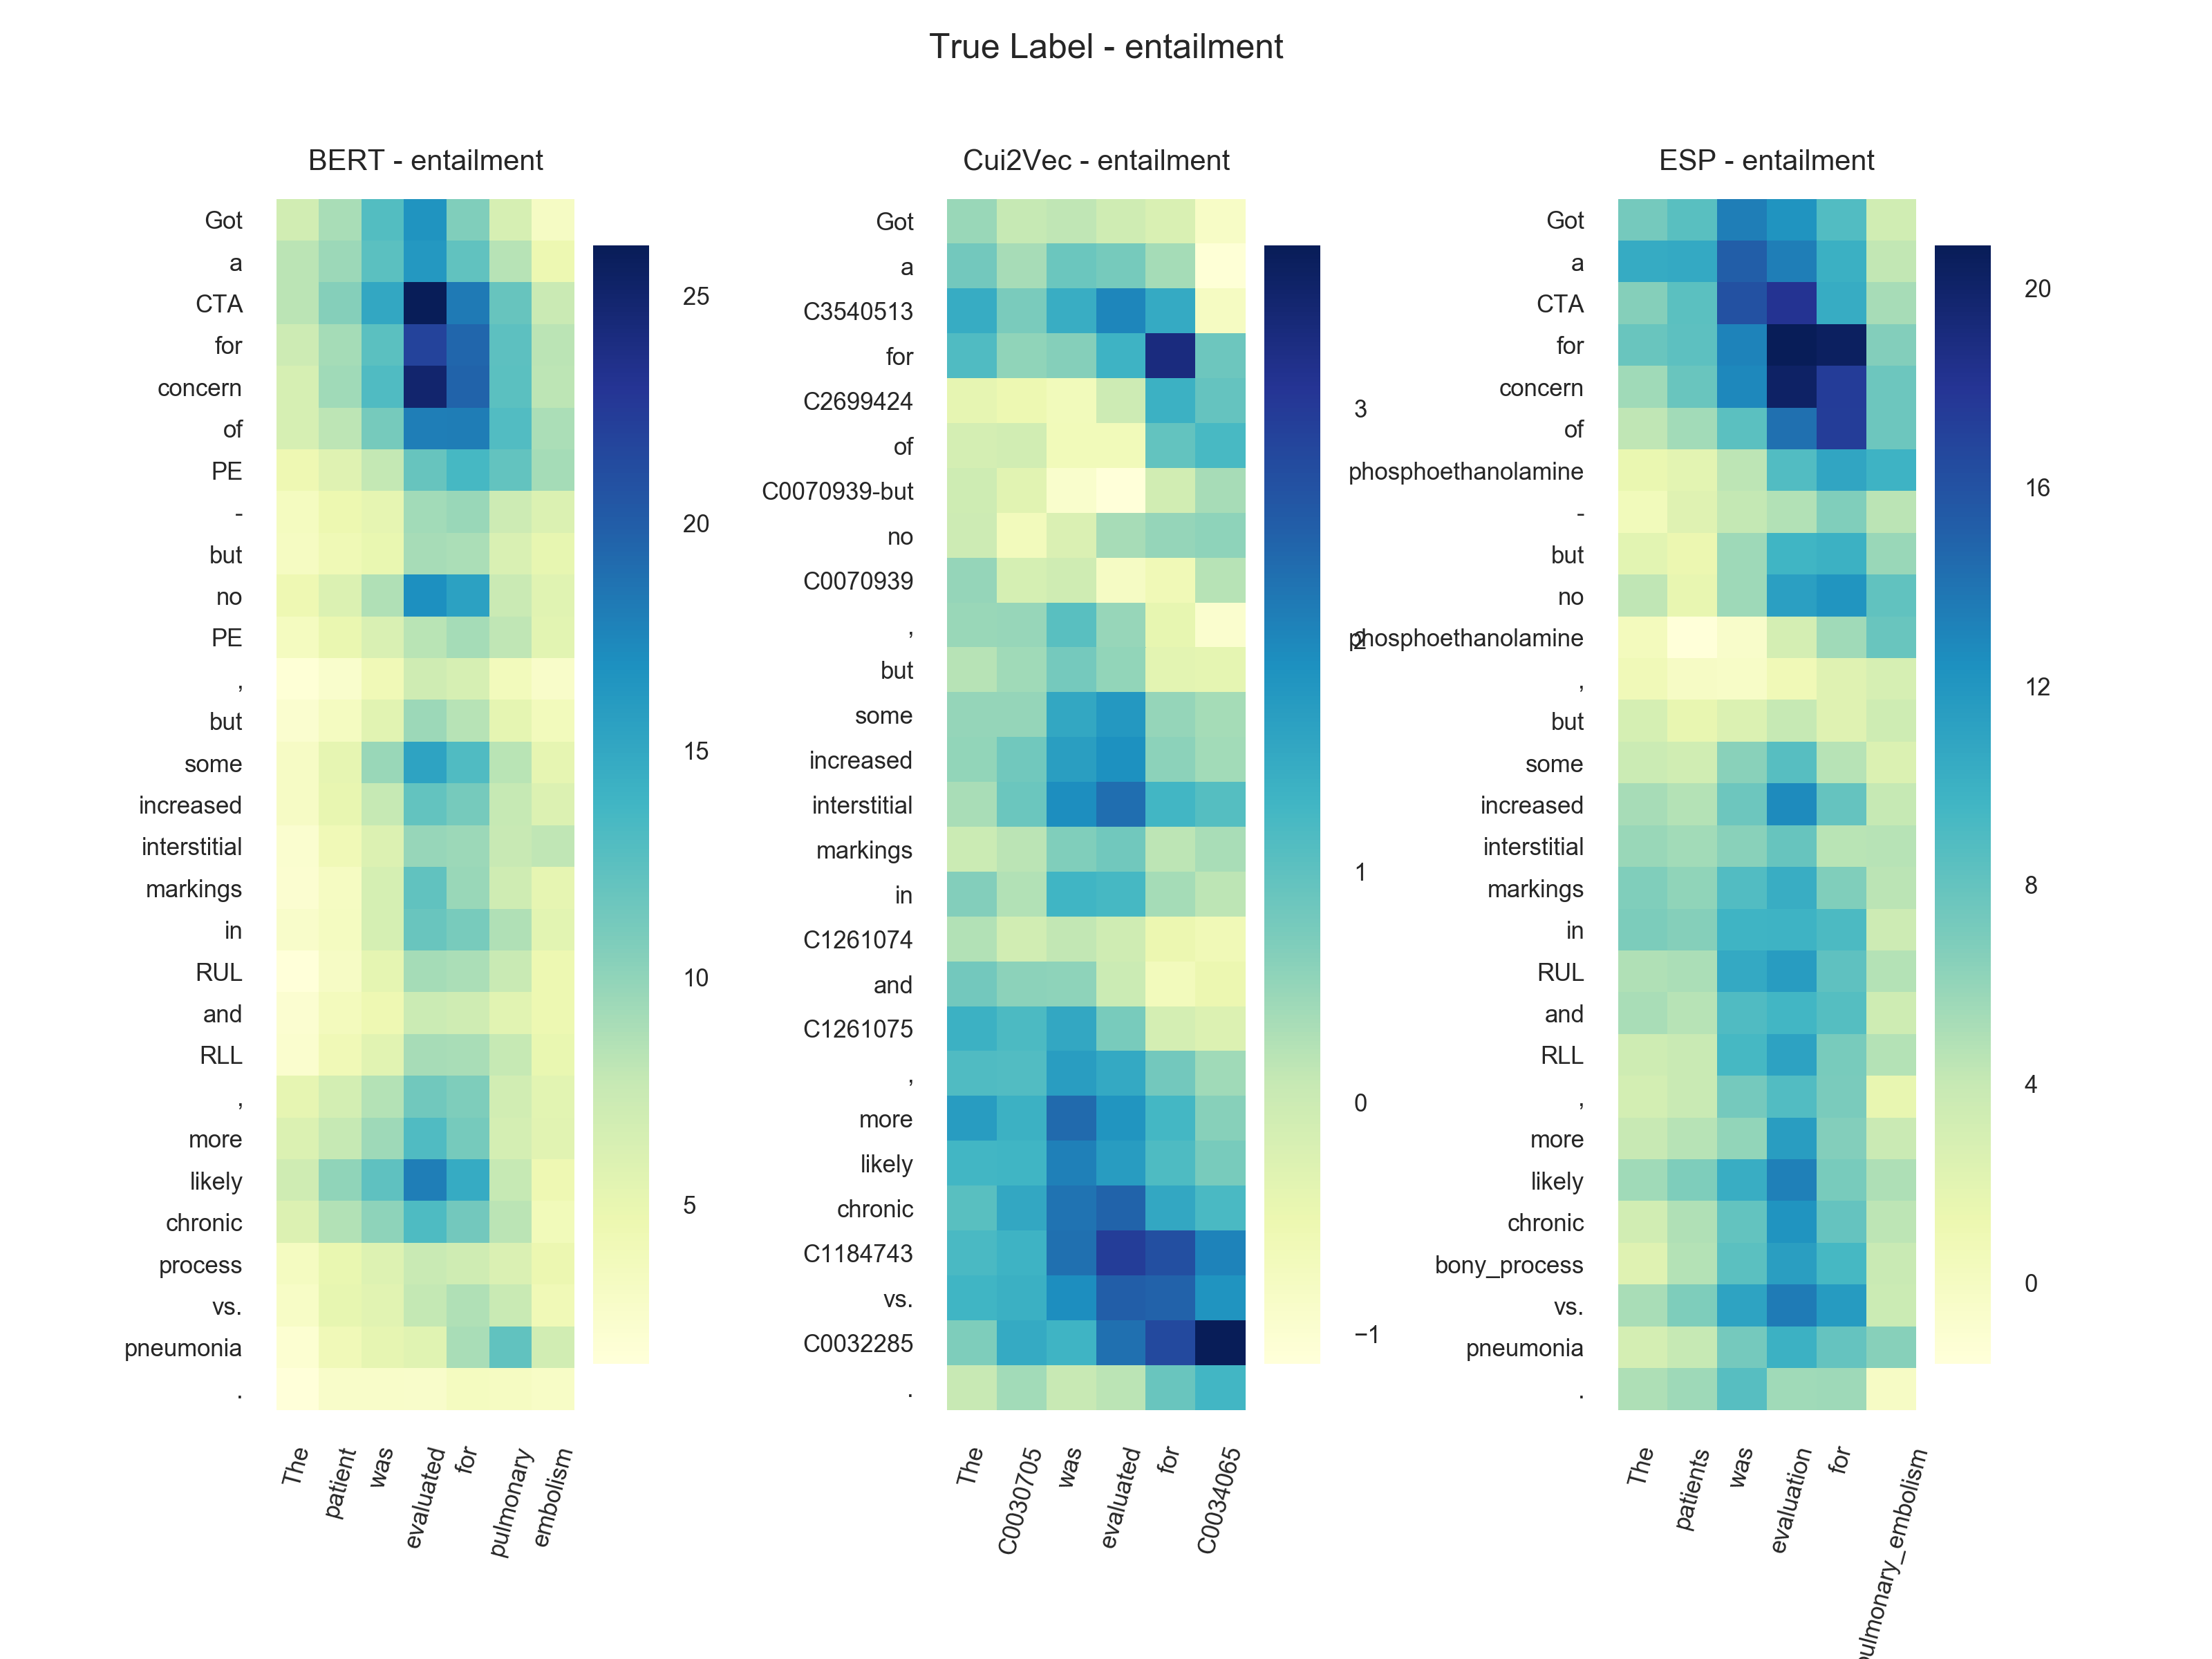 True Label - entailment
BERT - entailment
Got
a
CTA
for
concern
of
PE
-
but
no
PE
,
but
some
increased
interstitial
markings
in
RUL
and
RLL
,
more
likely
chronic
process
vs.
pneumonia
.
The
patient
was
evaluated
for
pulmonary
embolism
25
20
15
10
5
Cui2Vec - entailment
Got
a
C3540513
for
C2699424
of
C0070939-but
no
C0070939
,
but
some
increased
interstitial
markings
in
C1261074
and
C1261075
,
more
likely
chronic
C1184743
vs.
C0032285
.
The
C0030705
was
evaluated
for
C0034065
3
2
1
0
−1
ESP - entailment
Got
a
CTA
for
concern
of
phosphoethanolamine
-
but
no
phosphoethanolamine
,
but
some
increased
interstitial
markings
in
RUL
and
RLL
,
more
likely
chronic
bony_process
vs.
pneumonia
.
The
patients
was
evaluation
for
pulmonary_embolism
20
16
12
8
4
0